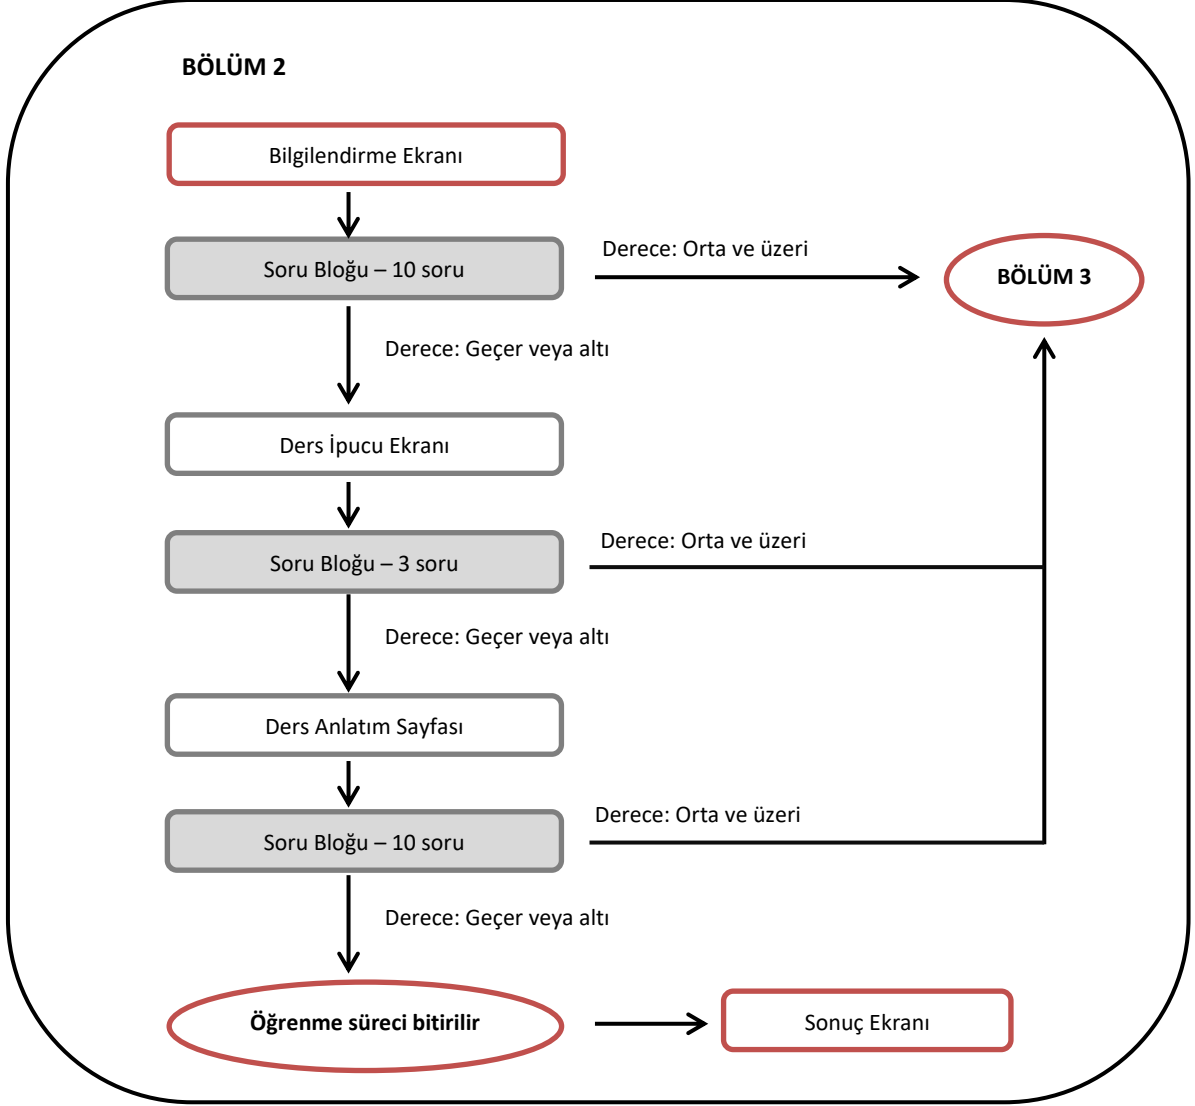 BÖLÜM 2
Bilgilendirme Ekranı
Soru Bloğu – 10 soru
Derece: Orta ve üzeri
BÖLÜM 3
Derece: Geçer veya altı
Ders İpucu Ekranı
Soru Bloğu – 3 soru
Derece: Orta ve üzeri
Derece: Geçer veya altı
Ders Anlatım Sayfası
Soru Bloğu – 10 soru
Derece: Orta ve üzeri
Derece: Geçer veya altı
Öğrenme süreci bitirilir
Sonuç Ekranı